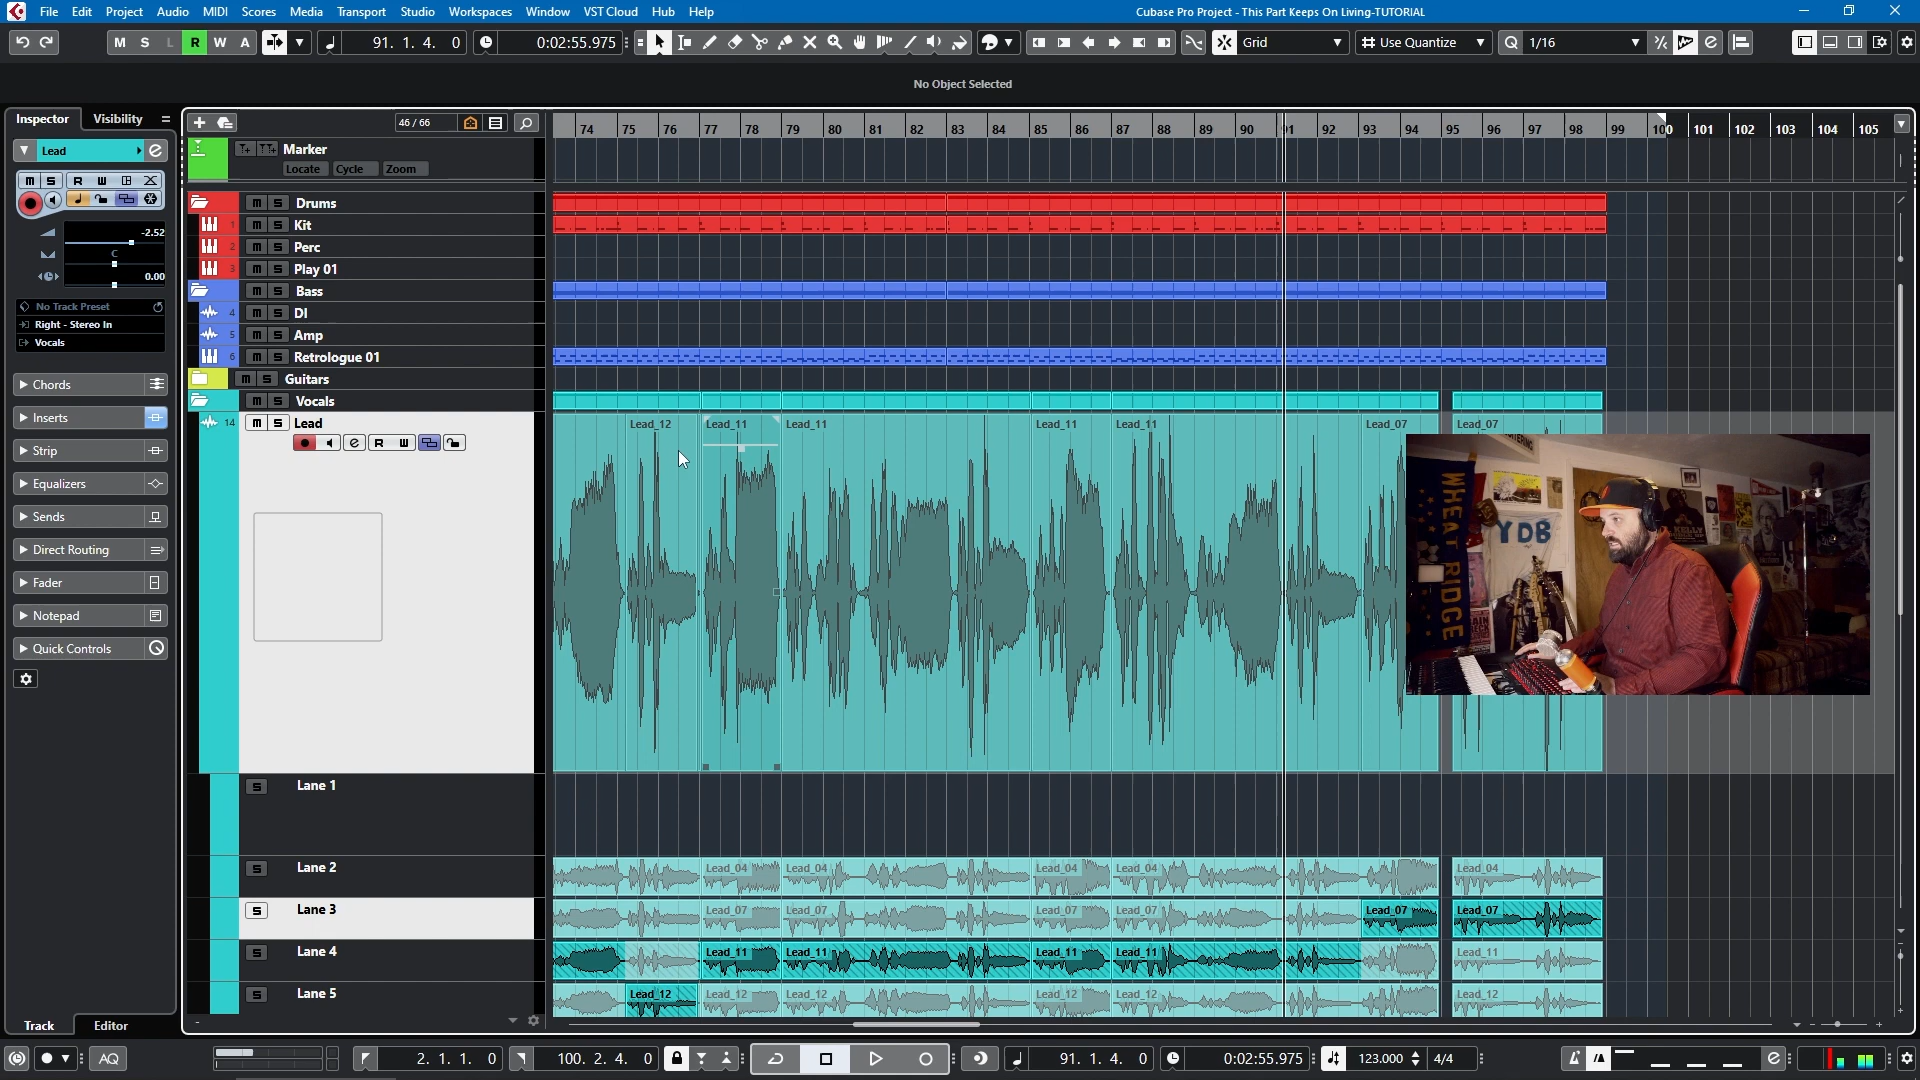 File Edit Project Audio MIDI Scores Media Transport Studio Workspaces Window VST Cloud Hub Help
Cubase Pro Project - This Part Keeps On Living-TUTORIAL
M S L R W A
91. 1. 4. 0
0:02:55.975
Grid
Use Quantize
Q 1/16
No Object Selected
Inspector Visibility
46 / 66
74 75 76 77 78 79 80 81 82 83 84 85 86 87 88 89 90 91 92 93 94 95 96 97 98 99 100 101 102 103 104 105
Lead
Marker
Locate Cycle Zoom
m S R W
-2.52
C
0.00
No Track Preset
Right - Stereo In
Vocals
Chords
Inserts
Strip
Equalizers
Sends
Direct Routing
Fader
Notepad
Quick Controls
m S Drums
1 m S Kit
2 m S Perc
3 m S Play 01
m S Bass
4 m S DI
5 m S Amp
6 m S Retrologue 01
m S Guitars
m S Vocals
14 m S Lead
R W
Lead_12 Lead_11 Lead_11 Lead_11 Lead_11 Lead_07 Lead_07
WHEAT RIDGE
YDB
S Lane 1
S Lane 2
Lead_04 Lead_04 Lead_04 Lead_04 Lead_04
S Lane 3
Lead_07 Lead_07 Lead_07 Lead_07 Lead_07 Lead_07
S Lane 4
Lead_11 Lead_11 Lead_11 Lead_11 Lead_11
S Lane 5
Lead_12 Lead_12 Lead_12 Lead_12 Lead_12 Lead_12
Track Editor
AQ
2. 1. 1. 0
100. 2. 4. 0
91. 1. 4. 0
0:02:55.975
123.000
4/4